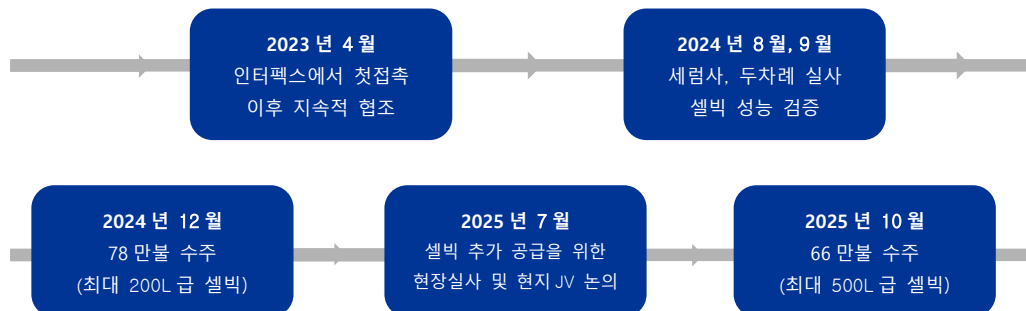 2023 년 4 월
인터펙스에서 첫접촉
이후 지속적 협조
2024 년 8 월, 9 월
세럼사, 두차례 실사
셀빅 성능 검증
2024 년 12 월
78 만불 수주
(최대 200L 급 셀빅)
2025 년 7 월
셀빅 추가 공급을 위한
현장실사 및 현지 JV 논의
2025 년 10 월
66 만불 수주
(최대 500L 급 셀빅)